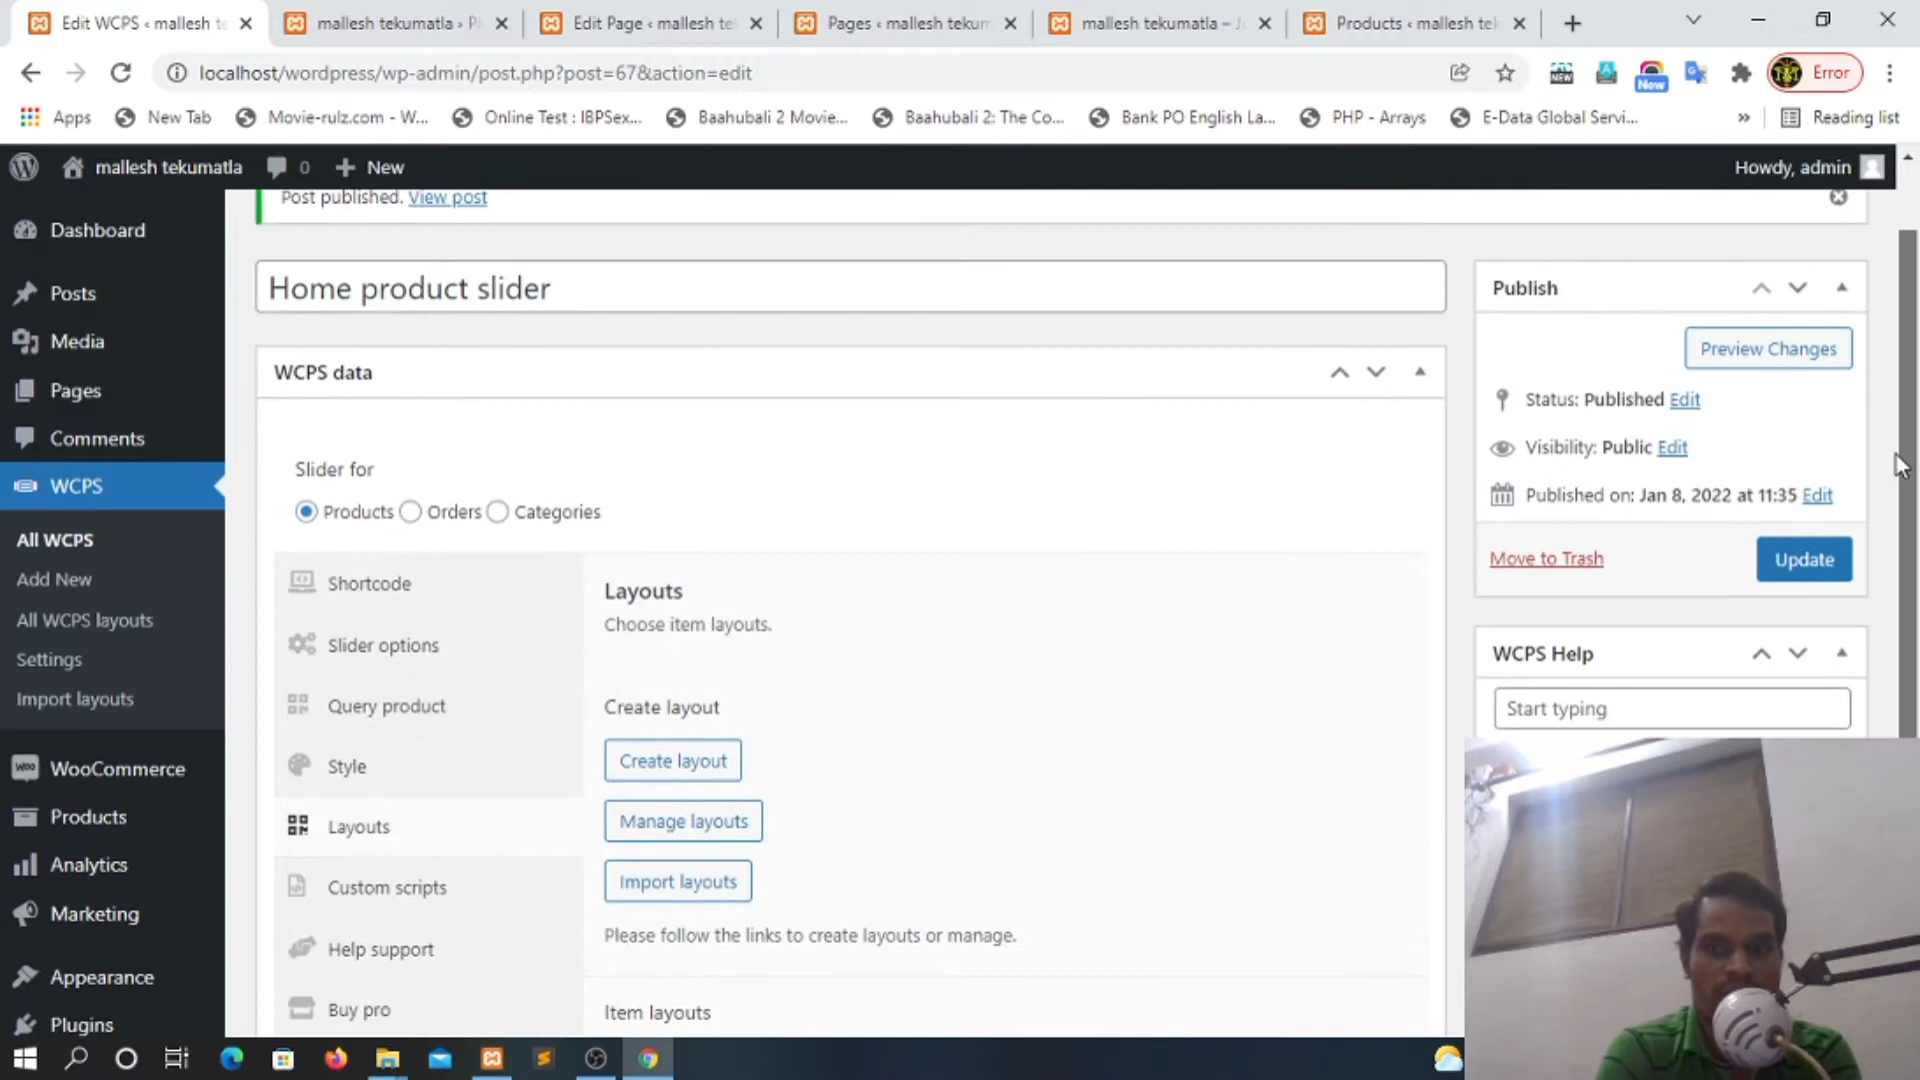 Edit WCPS ‹ mallesh te
mallesh tekumatla › P
Edit Page ‹ mallesh te
Pages ‹ mallesh tekum
mallesh tekumatla – Ju
Products ‹ mallesh tek
localhost/wordpress/wp-admin/post.php?post=67&action=edit
NEW
New
Error
Apps
New Tab
Movie-rulz.com - W...
Online Test : IBPSex...
Baahubali 2 Movie...
Baahubali 2: The Co...
Bank PO English La...
PHP - Arrays
E-Data Global Servi...
»
Reading list
mallesh tekumatla
0
New
Howdy, admin
Dashboard
Posts
Media
Pages
Comments
WCPS
All WCPS
Add New
All WCPS layouts
Settings
Import layouts
WooCommerce
Products
Analytics
Marketing
Appearance
Plugins
Post published. View post
Home product slider
WCPS data
Slider for
Products Orders Categories
Shortcode
Slider options
Query product
Style
Layouts
Custom scripts
Help support
Buy pro
Layouts
Choose item layouts.
Create layout
Create layout
Manage layouts
Import layouts
Please follow the links to create layouts or manage.
Item layouts
Publish
Preview Changes
Status: Published Edit
Visibility: Public Edit
Published on: Jan 8, 2022 at 11:35 Edit
Move to Trash
Update
WCPS Help
Start typing